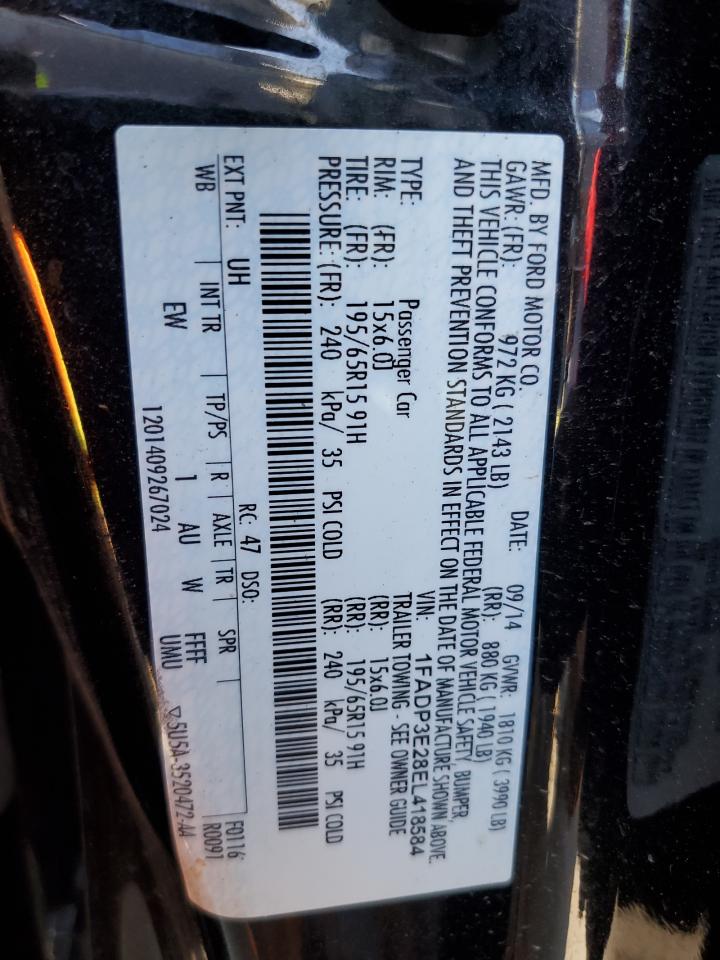 MFD. BY FORD MOTOR CO.
DATE: 09/14 GVWR: 1810 KG ( 3990 LB)
GAWR: (FR): 972 KG ( 2143 LB) (RR): 880 KG ( 1940 LB)
THIS VEHICLE CONFORMS TO ALL APPLICABLE FEDERAL MOTOR VEHICLE SAFETY, BUMPER,
AND THEFT PREVENTION STANDARDS IN EFFECT ON THE DATE OF MANUFACTURE SHOWN ABOVE.
VIN: 1FADP3E28EL418584
TYPE: Passenger Car TRAILER TOWING - SEE OWNER GUIDE
RIM: (FR): 15x6.0J (RR): 15x6.0J
TIRE: (FR): 195/65R15 91H (RR): 195/65R15 91H
PRESSURE: (FR): 240 kPa/ 35 PSI COLD (RR): 240 kPa/ 35 PSI COLD
EXT PNT: UH RC: 47 DSO: F0116
WB INT TR TP/PS R AXLE TR SPR R0091
EW 1 AU W FFFF
UMU
1201409267024 5U5A-3520472-AA